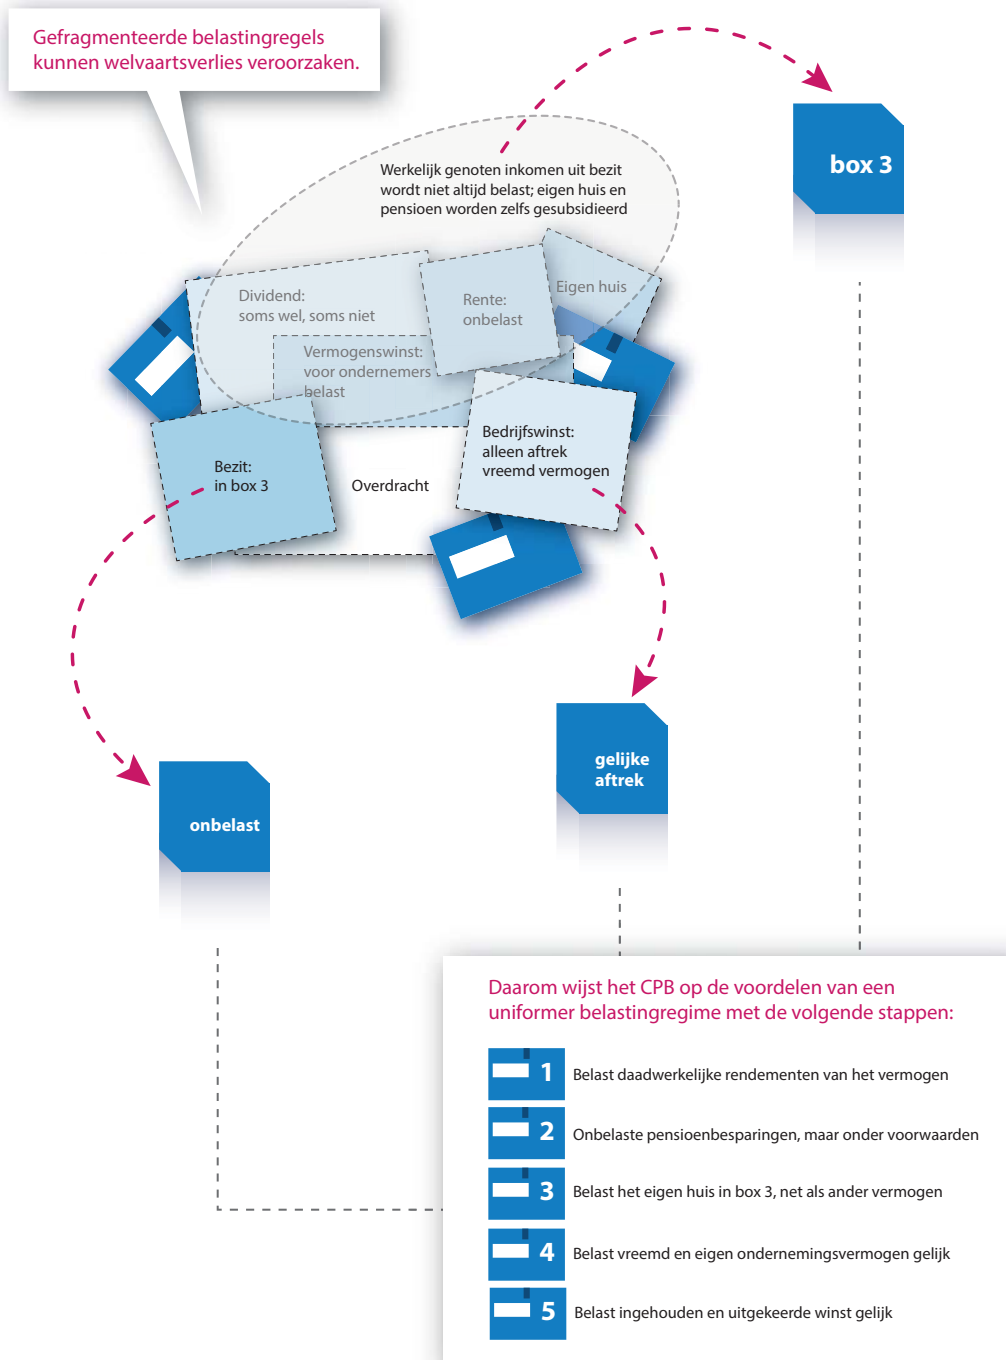 Gefragmenteerde belastingregels
kunnen welvaartsverlies veroorzaken.
box 3
Werkelijk genoten inkomen uit bezit
wordt niet altijd belast; eigen huis en
pensioen worden zelfs gesubsidieerd
Dividend:
soms wel, soms niet
Rente:
onbelast
Eigen huis
Vermogenswinst:
voor ondernemers
belast
Bedrijfswinst:
alleen aftrek
vreemd vermogen
Bezit:
in box 3
Overdracht
gelijke
aftrek
onbelast
Daarom wijst het CPB op de voordelen van een
uniformer belastingregime met de volgende stappen:
1 Belast daadwerkelijke rendementen van het vermogen
2 Onbelaste pensioenbesparingen, maar onder voorwaarden
3 Belast het eigen huis in box 3, net als ander vermogen
4 Belast vreemd en eigen ondernemingsvermogen gelijk
5 Belast ingehouden en uitgekeerde winst gelijk